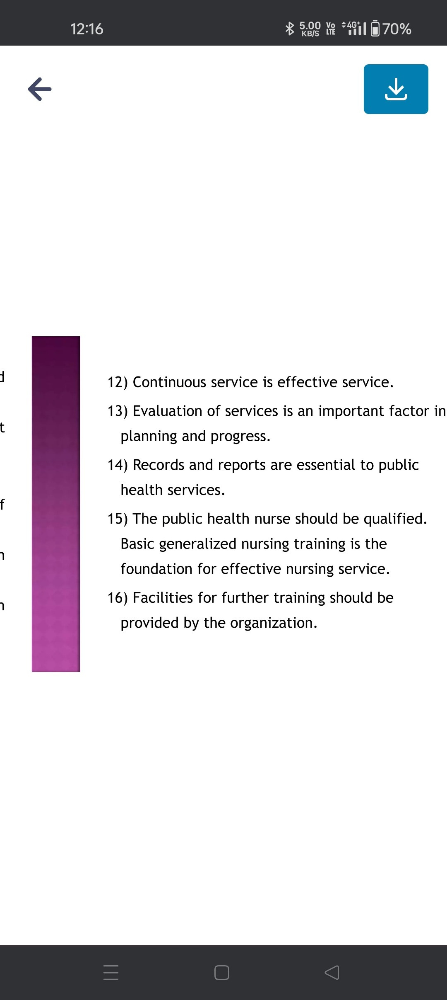 12:16
5.00 KB/S Vo LTE 4G+ 70%
12) Continuous service is effective service.
13) Evaluation of services is an important factor in
planning and progress.
14) Records and reports are essential to public
health services.
15) The public health nurse should be qualified.
Basic generalized nursing training is the
foundation for effective nursing service.
16) Facilities for further training should be
provided by the organization.